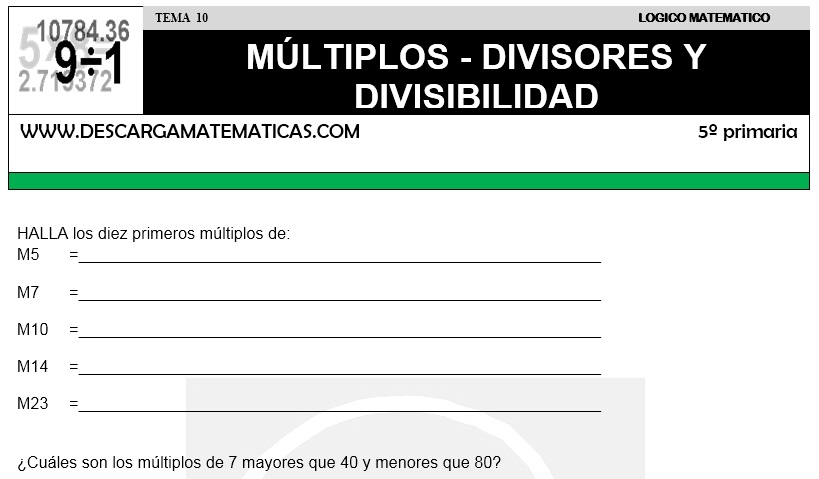 10784.36
9÷1
2.719372
TEMA 10
LOGICO MATEMATICO
MÚLTIPLOS - DIVISORES Y
DIVISIBILIDAD
WWW.DESCARGAMATEMATICAS.COM
5º primaria
HALLA los diez primeros múltiplos de:
M5 =
M7 =
M10 =
M14 =
M23 =
¿Cuáles son los múltiplos de 7 mayores que 40 y menores que 80?